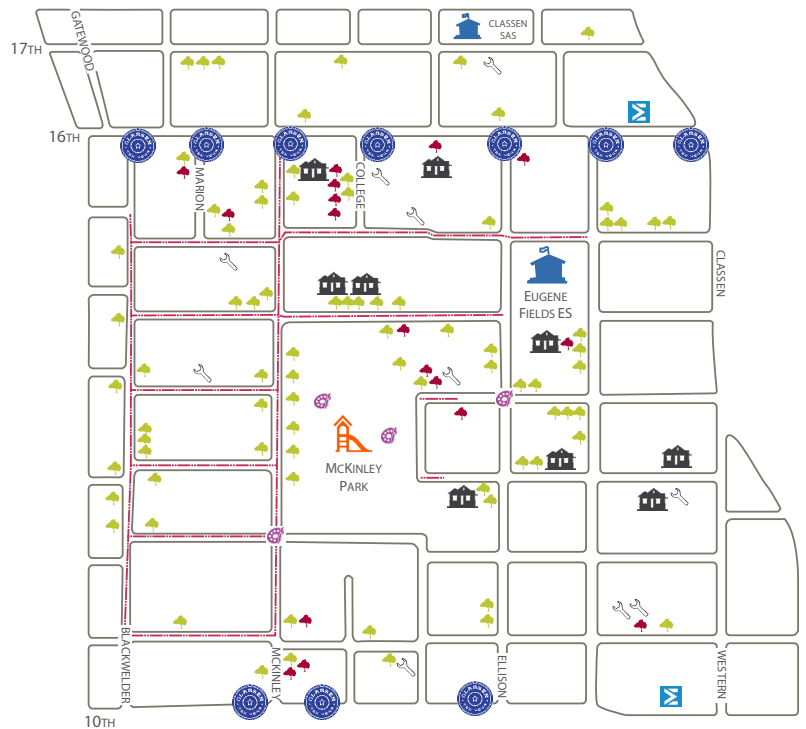 GATEWOOD
CLASSEN
SAS
17TH
16TH
MARION
COLLEGE
CLASSEN
EUGENE
FIELDS ES
MCKINLEY
PARK
BLACKWELDER
MCKINLEY
ELLISON
WESTERN
10TH